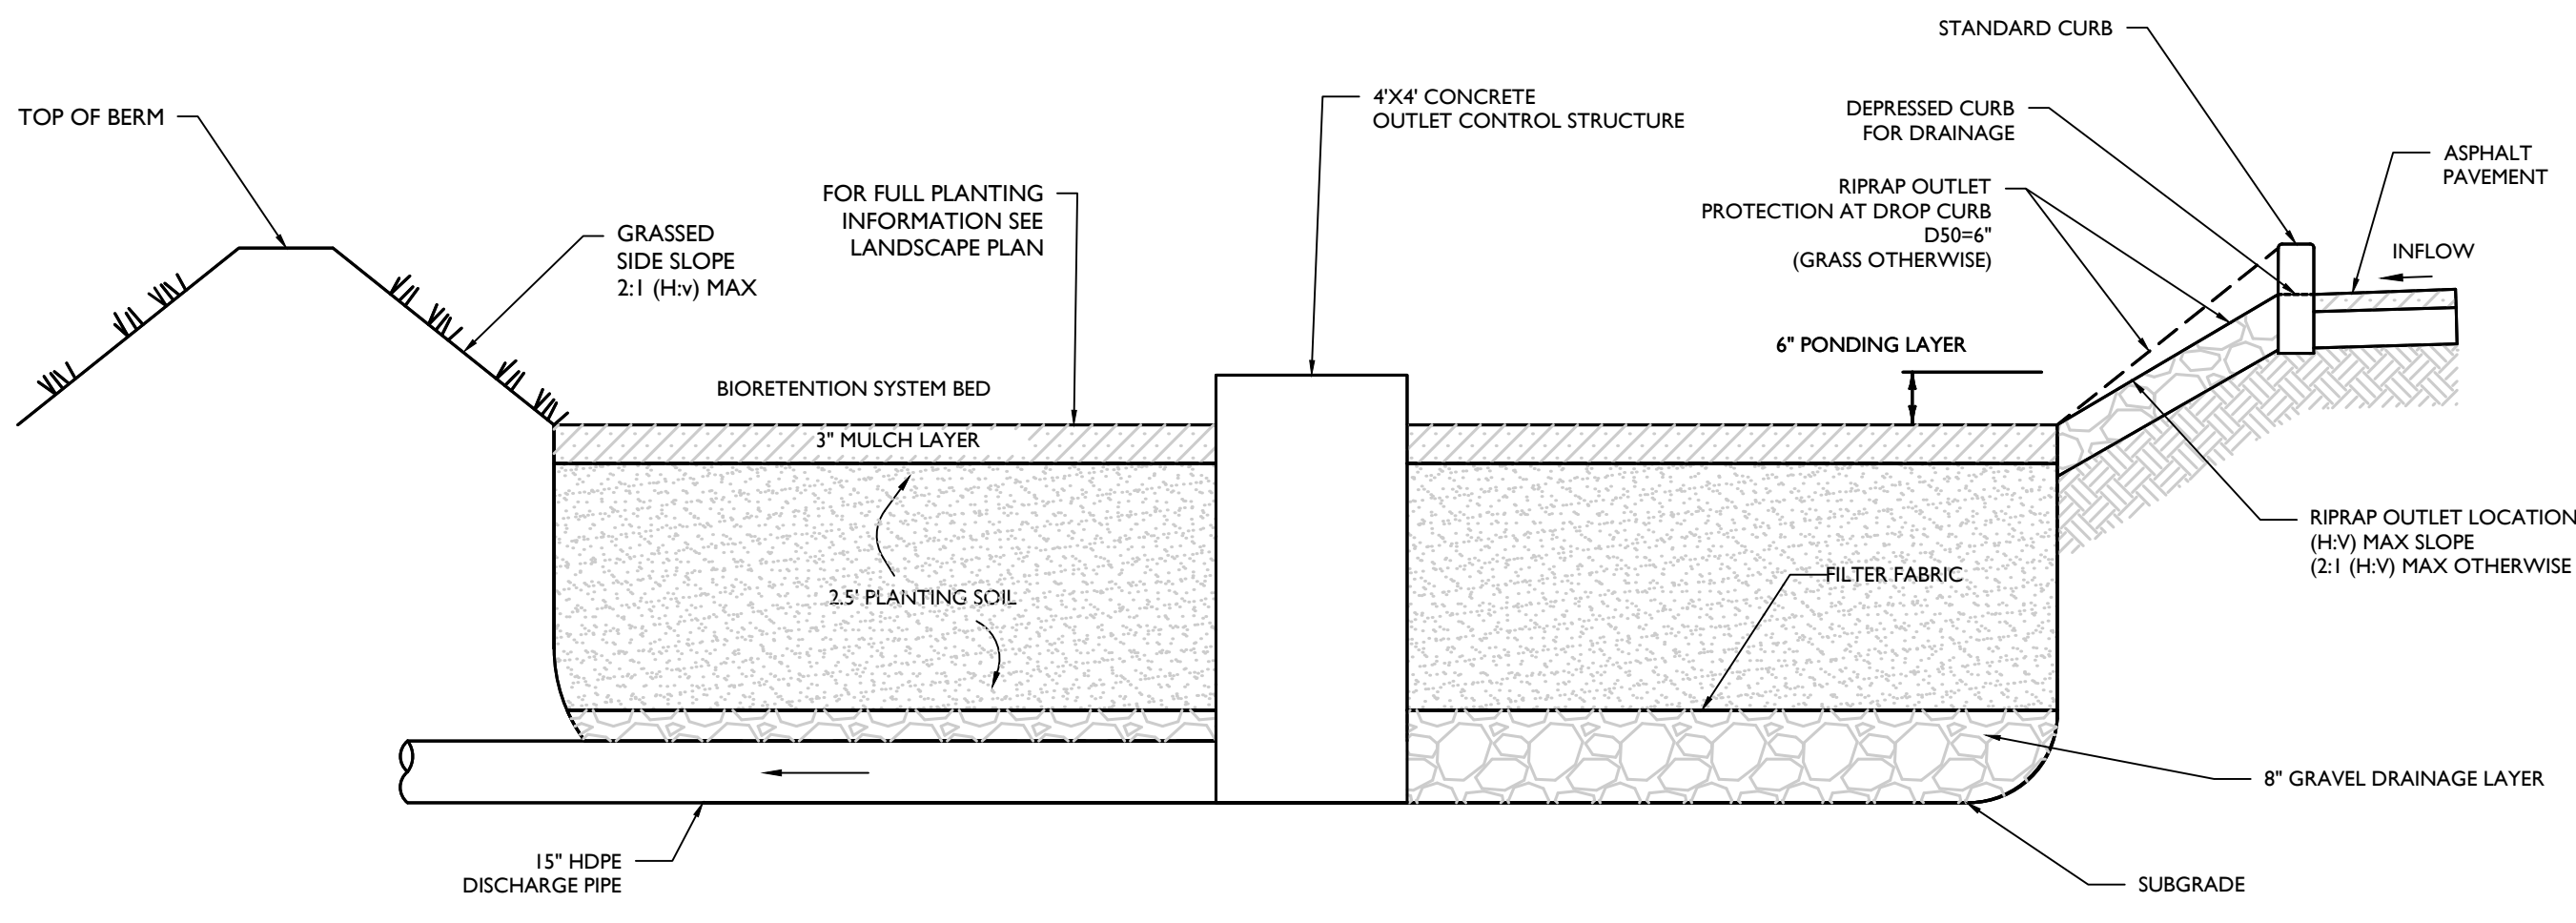 STANDARD CURB
TOP OF BERM
4'X4' CONCRETE
OUTLET CONTROL STRUCTURE
DEPRESSED CURB
FOR DRAINAGE
ASPHALT
PAVEMENT
FOR FULL PLANTING
INFORMATION SEE
LANDSCAPE PLAN
RIPRAP OUTLET
PROTECTION AT DROP CURB
D50=6"
(GRASS OTHERWISE)
GRASSED
SIDE SLOPE
2:1 (H:v) MAX
INFLOW
6" PONDING LAYER
BIORETENTION SYSTEM BED
3" MULCH LAYER
RIPRAP OUTLET LOCATION
(H:V) MAX SLOPE
(2:1 (H:V) MAX OTHERWISE
FILTER FABRIC
2.5' PLANTING SOIL
8" GRAVEL DRAINAGE LAYER
15" HDPE
DISCHARGE PIPE
SUBGRADE